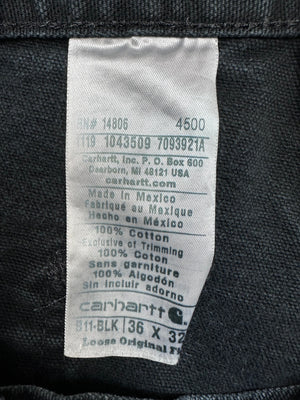 RN# 14806 4500
1119 1043509 7093921A
Carhartt, Inc. P. O. Box 600
Dearborn, MI 48121 USA
carhartt.com
Made in Mexico
Fabriqué au Mexique
Hecho en México
100% Cotton
Exclusive of Trimming
100% Coton
Sans garniture
100% Algodón
Sin incluir adorno
carhartt
B11-BLK 36 X 32
Loose Original